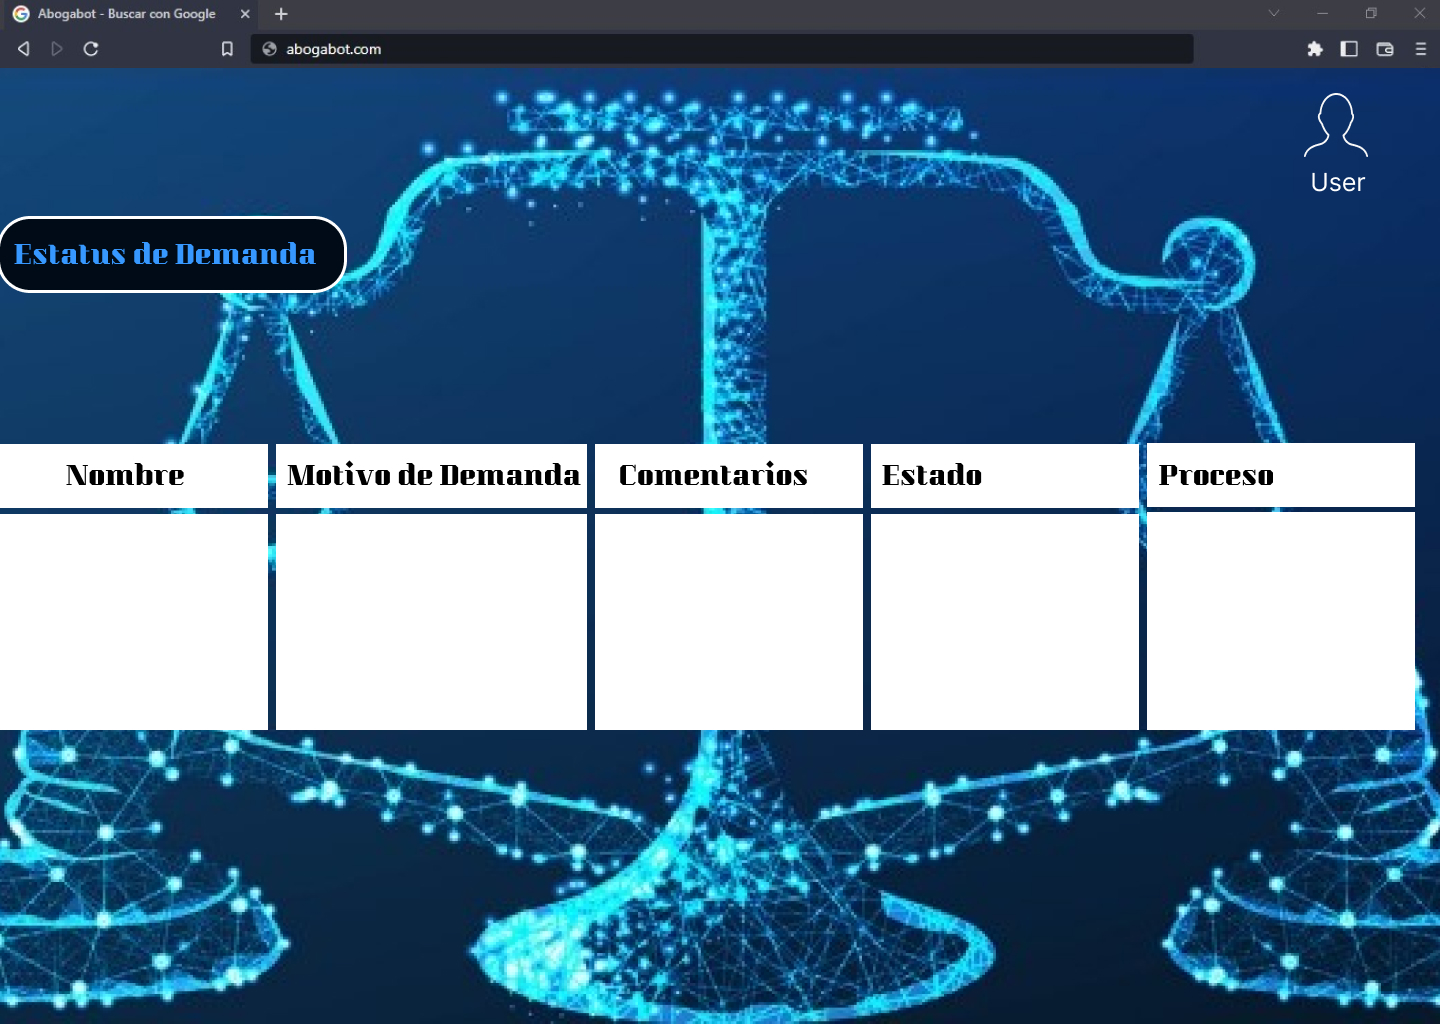 Abogabot - Buscar con Google
abogabot.com
User
Estatus de Demanda
Nombre
Motivo de Demanda
Comentarios
Estado
Proceso